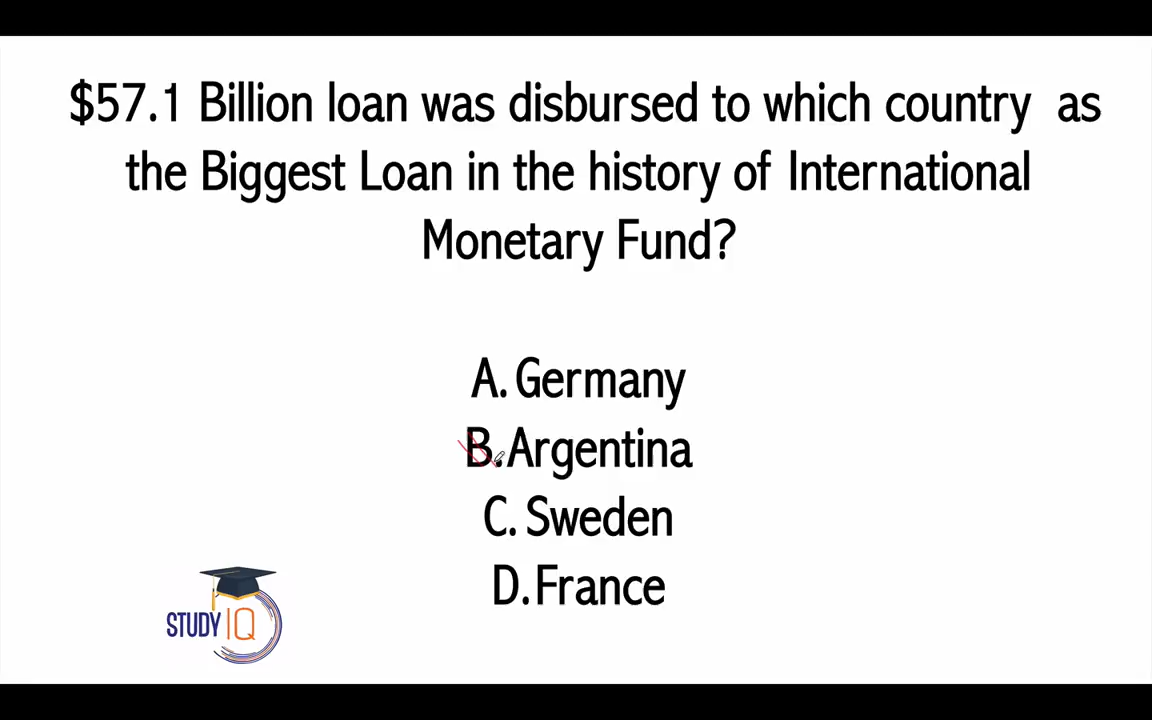 $57.1 Billion loan was disbursed to which country as
the Biggest Loan in the history of International
Monetary Fund?
A. Germany
B. Argentina
C. Sweden
D. France
STUDY IQ